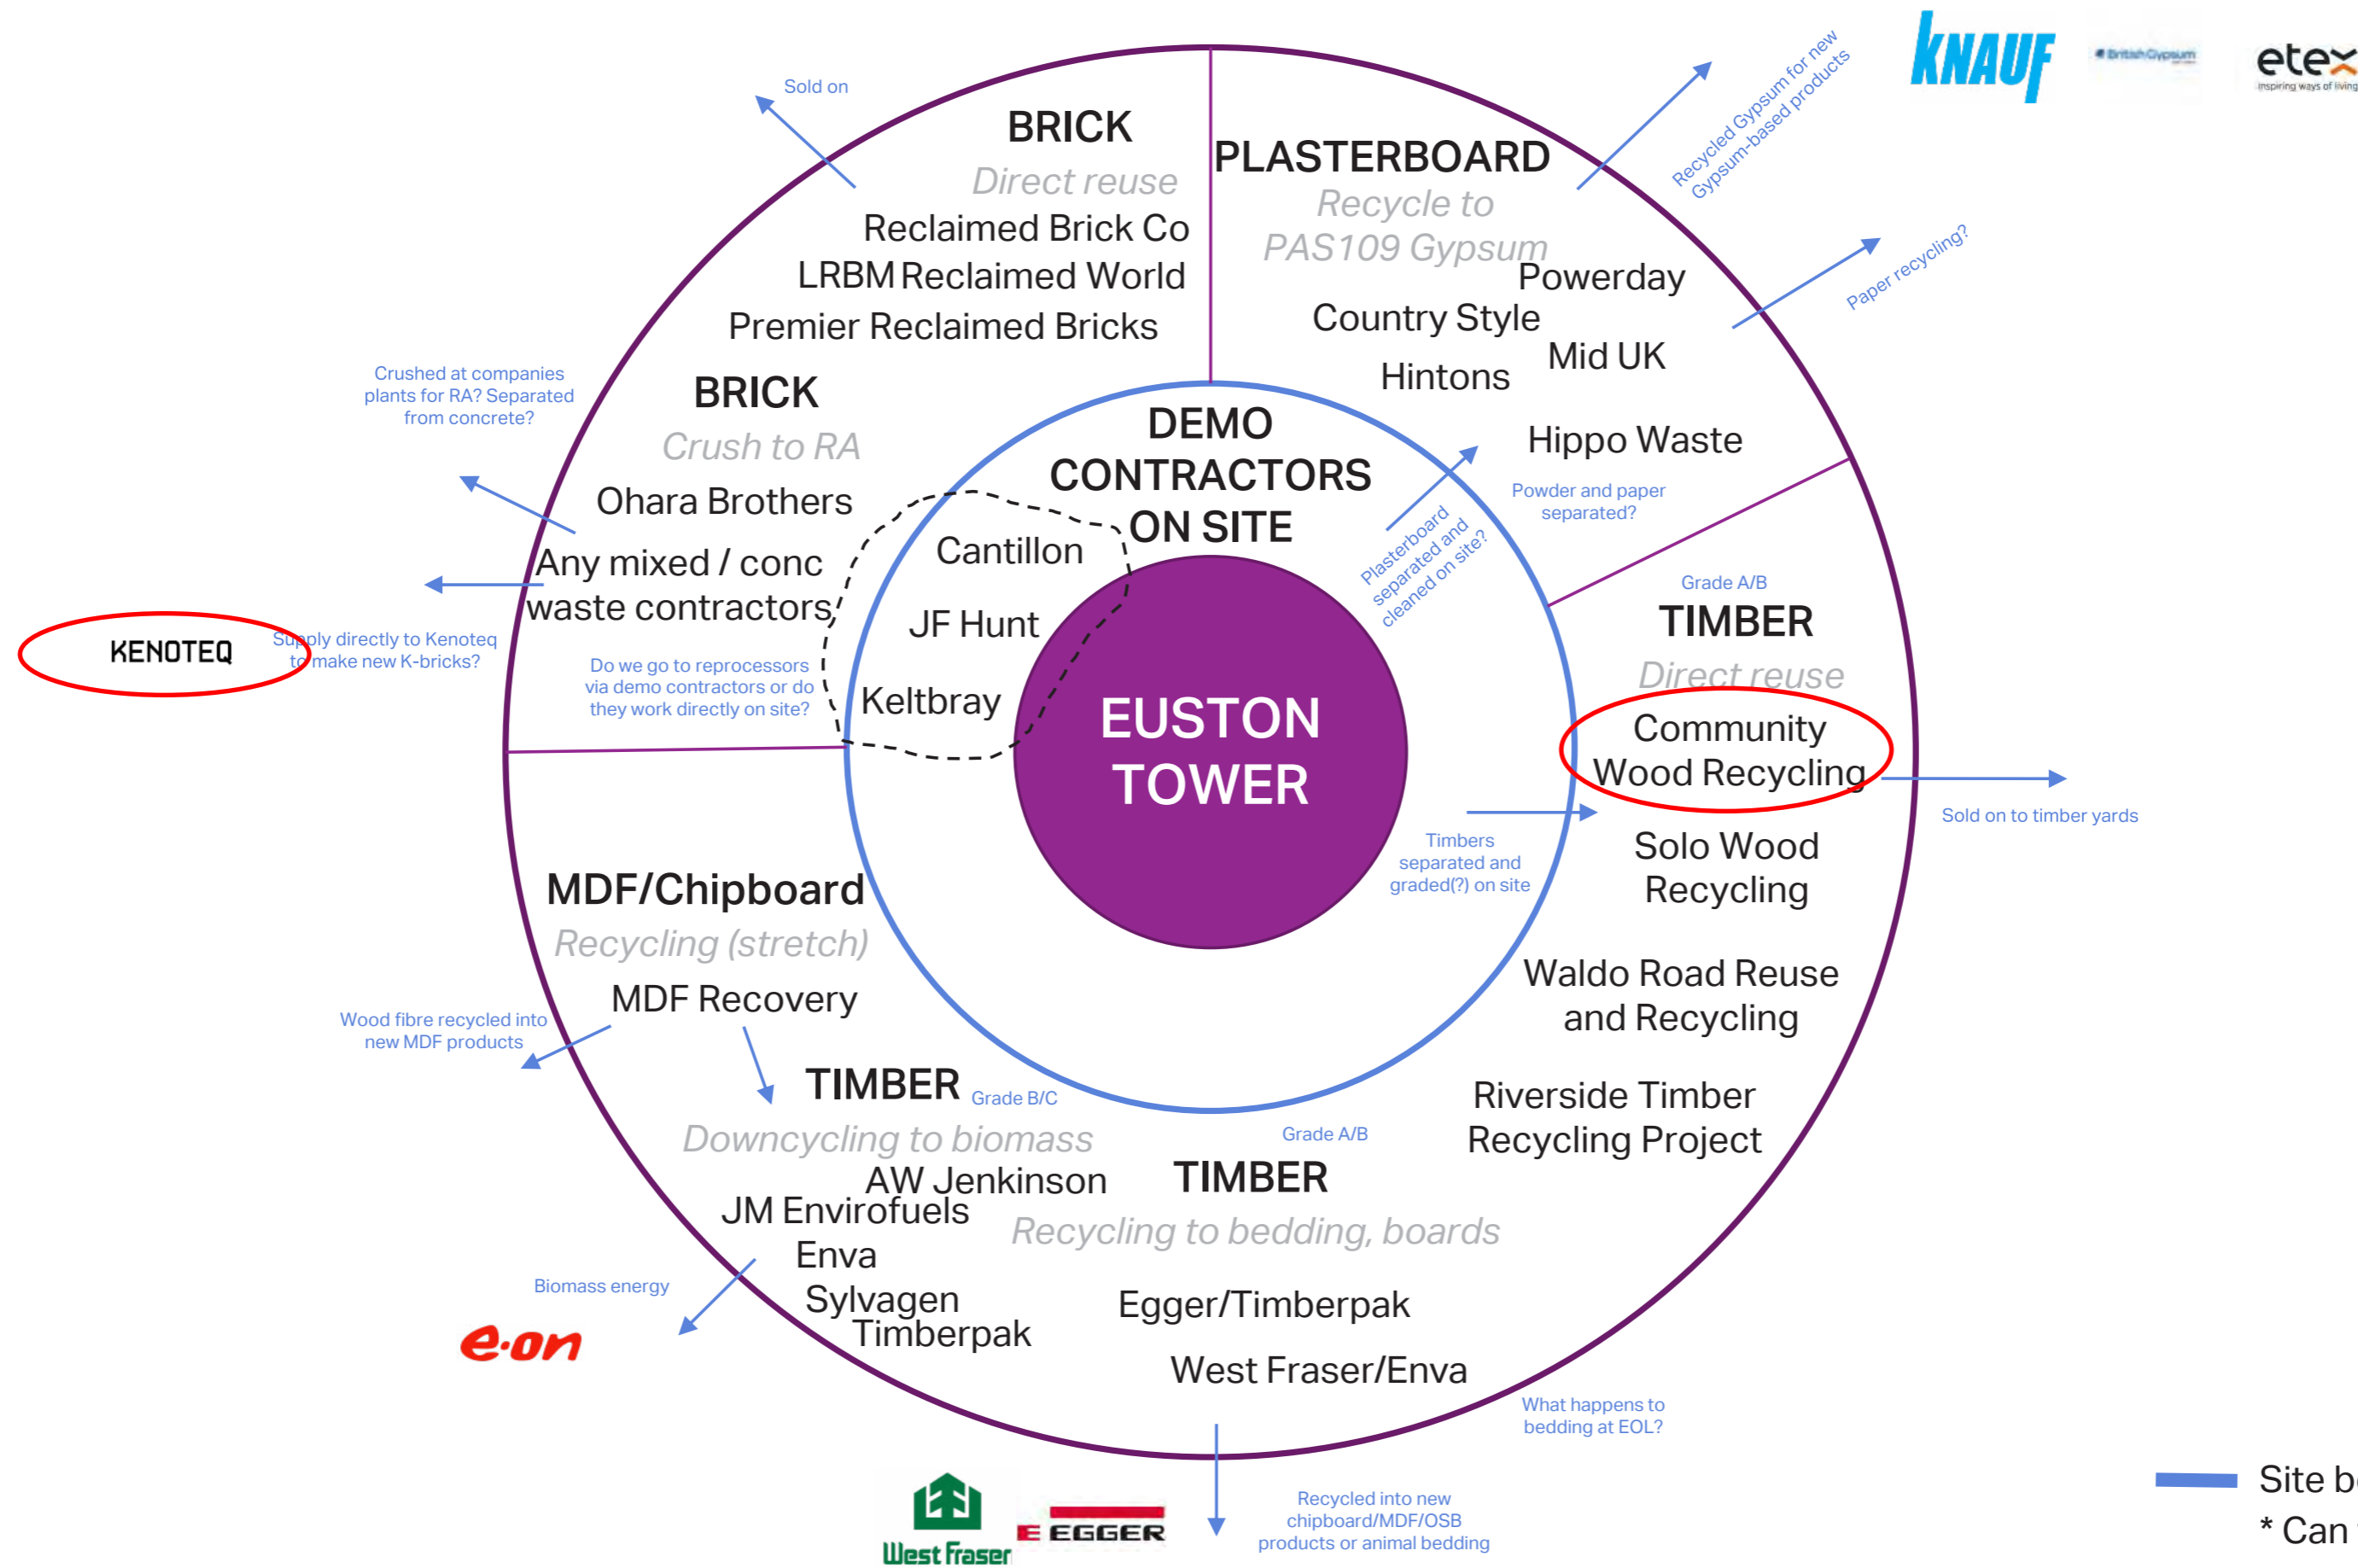 KNAUF
British Gypsum
etex
inspiring ways of living
Sold on
Recycled Gypsum for new
Gypsum-based products
Paper recycling?
BRICK
Direct reuse
Reclaimed Brick Co
LRBM Reclaimed World
Premier Reclaimed Bricks
PLASTERBOARD
Recycle to
PAS109 Gypsum
Powerday
Country Style
Mid UK
Hintons
Hippo Waste
Powder and paper
separated?
Crushed at companies
plants for RA? Separated
from concrete?
BRICK
Crush to RA
Ohara Brothers
Any mixed / conc
waste contractors
KENOTEQ
Supply directly to Kenoteq
to make new K-bricks?
Do we go to reprocessors
via demo contractors or do
they work directly on site?
DEMO
CONTRACTORS
ON SITE
Cantillon
JF Hunt
Keltbray
Plasterboard
separated and
cleaned on site?
EUSTON
TOWER
Grade A/B
TIMBER
Direct reuse
Community
Wood Recycling
Sold on to timber yards
Timbers
separated and
graded(?) on site
Solo Wood
Recycling
Waldo Road Reuse
and Recycling
Riverside Timber
Recycling Project
MDF/Chipboard
Recycling (stretch)
MDF Recovery
Wood fibre recycled into
new MDF products
TIMBER Grade B/C
Downcycling to biomass
AW Jenkinson
JM Envirofuels
Enva
Sylvagen
Timberpak
Biomass energy
e·on
Grade A/B
TIMBER
Recycling to bedding, boards
Egger/Timberpak
West Fraser/Enva
What happens to
bedding at EOL?
West Fraser
E EGGER
Recycled into new
chipboard/MDF/OSB
products or animal bedding
Site
* Can